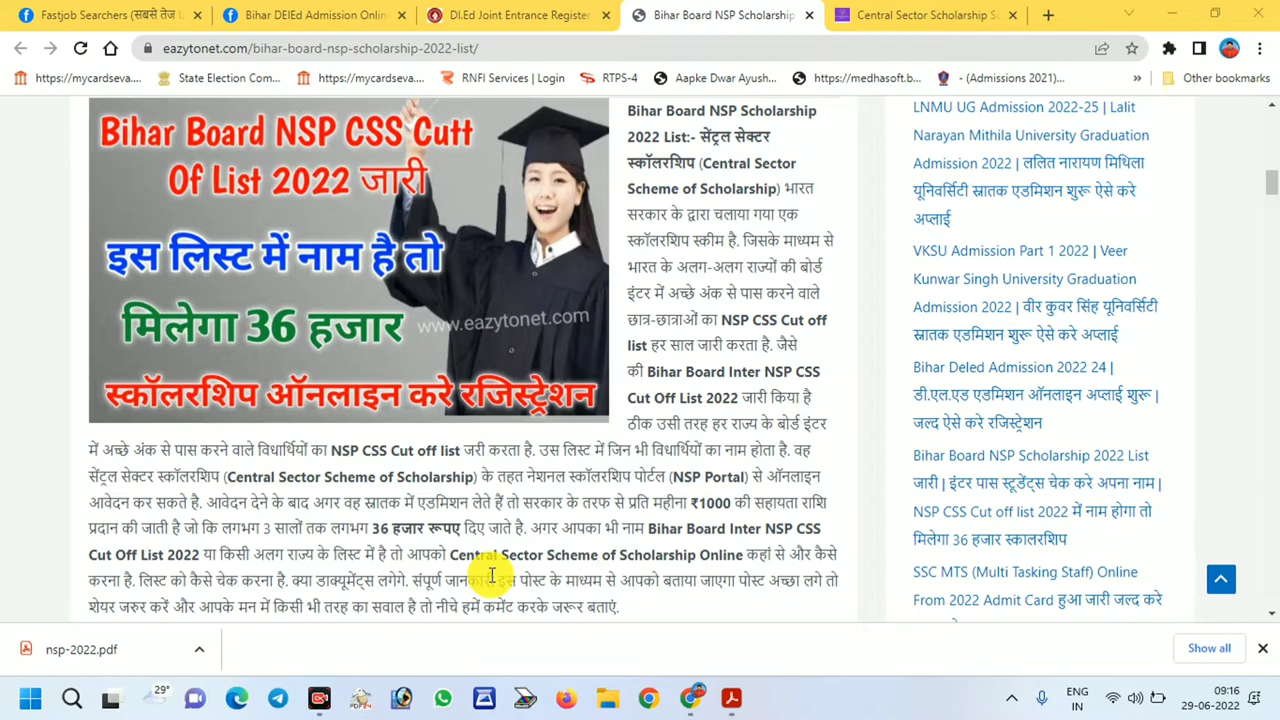 Fastjob Searchers (सबसे तेज
Bihar DElEd Admission Onlin
Dl.Ed Joint Entrance Register
Bihar Board NSP Scholarship
Central Sector Scholarship Sc
eazytonet.com/bihar-board-nsp-scholarship-2022-list/
https://mycardseva....
State Election Com...
https://mycardseva....
RNFI Services | Login
RTPS-4
Aapke Dwar Ayush...
https://medhasoft.b...
- (Admissions 2021)...
»
Other bookmarks
Bihar Board NSP CSS Cutt
Of List 2022 जारी
इस लिस्ट में नाम है तो
मिलेगा 36 हजार
www.eazytonet.com
स्कॉलरशिप ऑनलाइन करे रजिस्ट्रेशन
Bihar Board NSP Scholarship
2022 List:- सेंट्रल सेक्टर
स्कॉलरशिप (Central Sector
Scheme of Scholarship) भारत
सरकार के द्वारा चलाया गया एक
स्कॉलरशिप स्कीम है. जिसके माध्यम से
भारत के अलग-अलग राज्यों की बोर्ड
इंटर में अच्छे अंक से पास करने वाले
छात्र-छात्राओं का NSP CSS Cut off
list हर साल जारी करता है. जैसे
की Bihar Board Inter NSP CSS
Cut Off List 2022 जारी किया है
ठीक उसी तरह हर राज्य के बोर्ड इंटर
में अच्छे अंक से पास करने वाले विधार्थियों का NSP CSS Cut off list जरी करता है. उस लिस्ट में जिन भी विधार्थियों का नाम होता है. वह
सेंट्रल सेक्टर स्कॉलरशिप (Central Sector Scheme of Scholarship) के तहत नेशनल स्कॉलरशिप पोर्टल (NSP Portal) से ऑनलाइन
आवेदन कर सकते है. आवेदन देने के बाद अगर वह स्नातक में एडमिशन लेते हैं तो सरकार के तरफ से प्रति महीना ₹1000 की सहायता राशि
प्रदान की जाती है जो कि लगभग 3 सालों तक लगभग 36 हजार रूपए दिए जाते है. अगर आपका भी नाम Bihar Board Inter NSP CSS
Cut Off List 2022 या किसी अलग राज्य के लिस्ट में है तो आपको Central Sector Scheme of Scholarship Online कहां से और कैसे
करना है. लिस्ट को कैसे चेक करना है. क्या डाक्यूमेंट्स लगेगे. संपूर्ण जानकारी इस पोस्ट के माध्यम से आपको बताया जाएगा पोस्ट अच्छा लगे तो
शेयर जरुर करें और आपके मन में किसी भी तरह का सवाल है तो नीचे हमें कमेंट करके जरूर बताएं.
LNMU UG Admission 2022-25 | Lalit
Narayan Mithila University Graduation
Admission 2022 | ललित नारायण मिथिला
यूनिवर्सिटी स्नातक एडमिशन शुरू ऐसे करे
अप्लाई
VKSU Admission Part 1 2022 | Veer
Kunwar Singh University Graduation
Admission 2022 | वीर कुवर सिंह यूनिवर्सिटी
स्नातक एडमिशन शुरू ऐसे करे अप्लाई
Bihar Deled Admission 2022 24 |
डी.एल.एड एडमिशन ऑनलाइन अप्लाई शुरू |
जल्द ऐसे करे रजिस्ट्रेशन
Bihar Board NSP Scholarship 2022 List
जारी | इंटर पास स्टूडेंट्स चेक करे अपना नाम |
NSP CSS Cut off list 2022 में नाम होगा तो
मिलेगा 36 हजार स्कालरशिप
SSC MTS (Multi Tasking Staff) Online
From 2022 Admit Card हुआ जारी जल्द करे
nsp-2022.pdf
Show all
29°
ENG
IN
09:16
29-06-2022